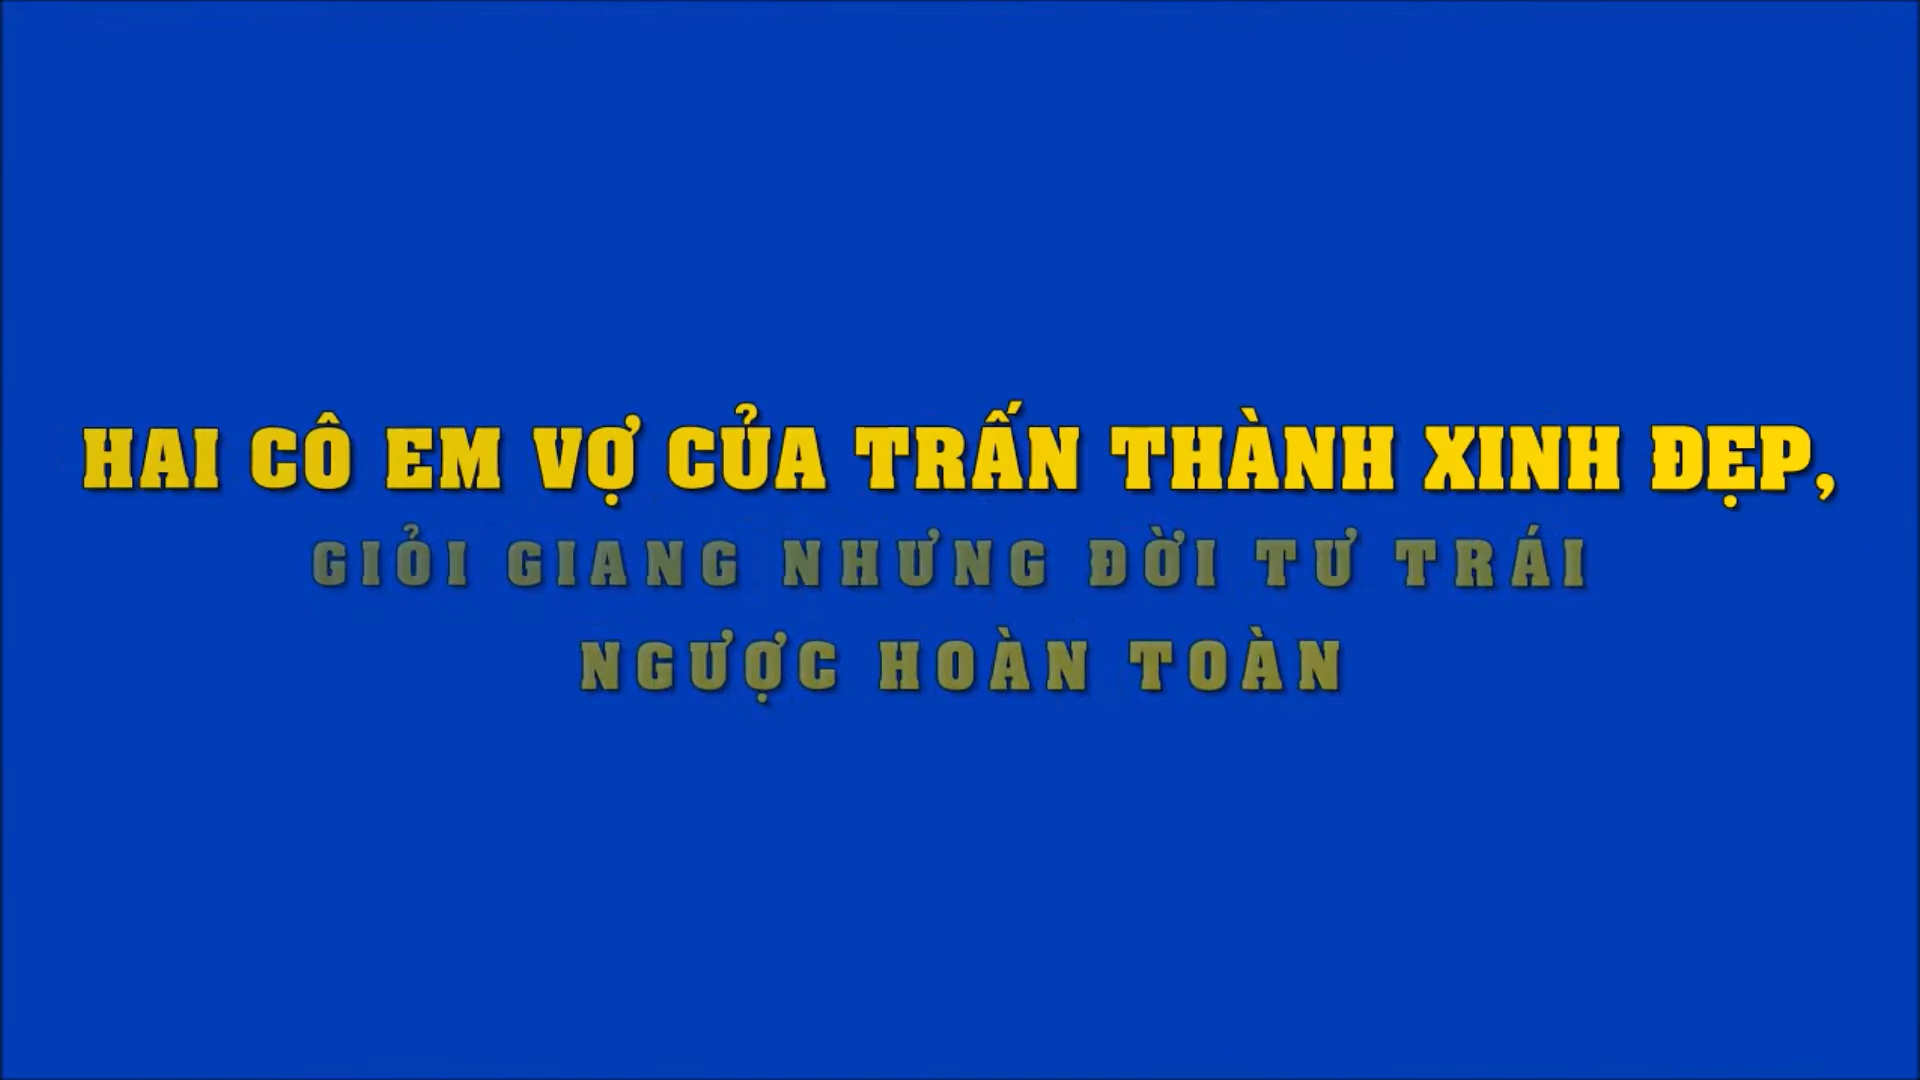 HAI CÔ EM VỢ CỦA TRẤN THÀNH XINH ĐẸP,
GIỎI GIANG NHƯNG ĐỜI TƯ TRÁI
NGƯỢC HOÀN TOÀN